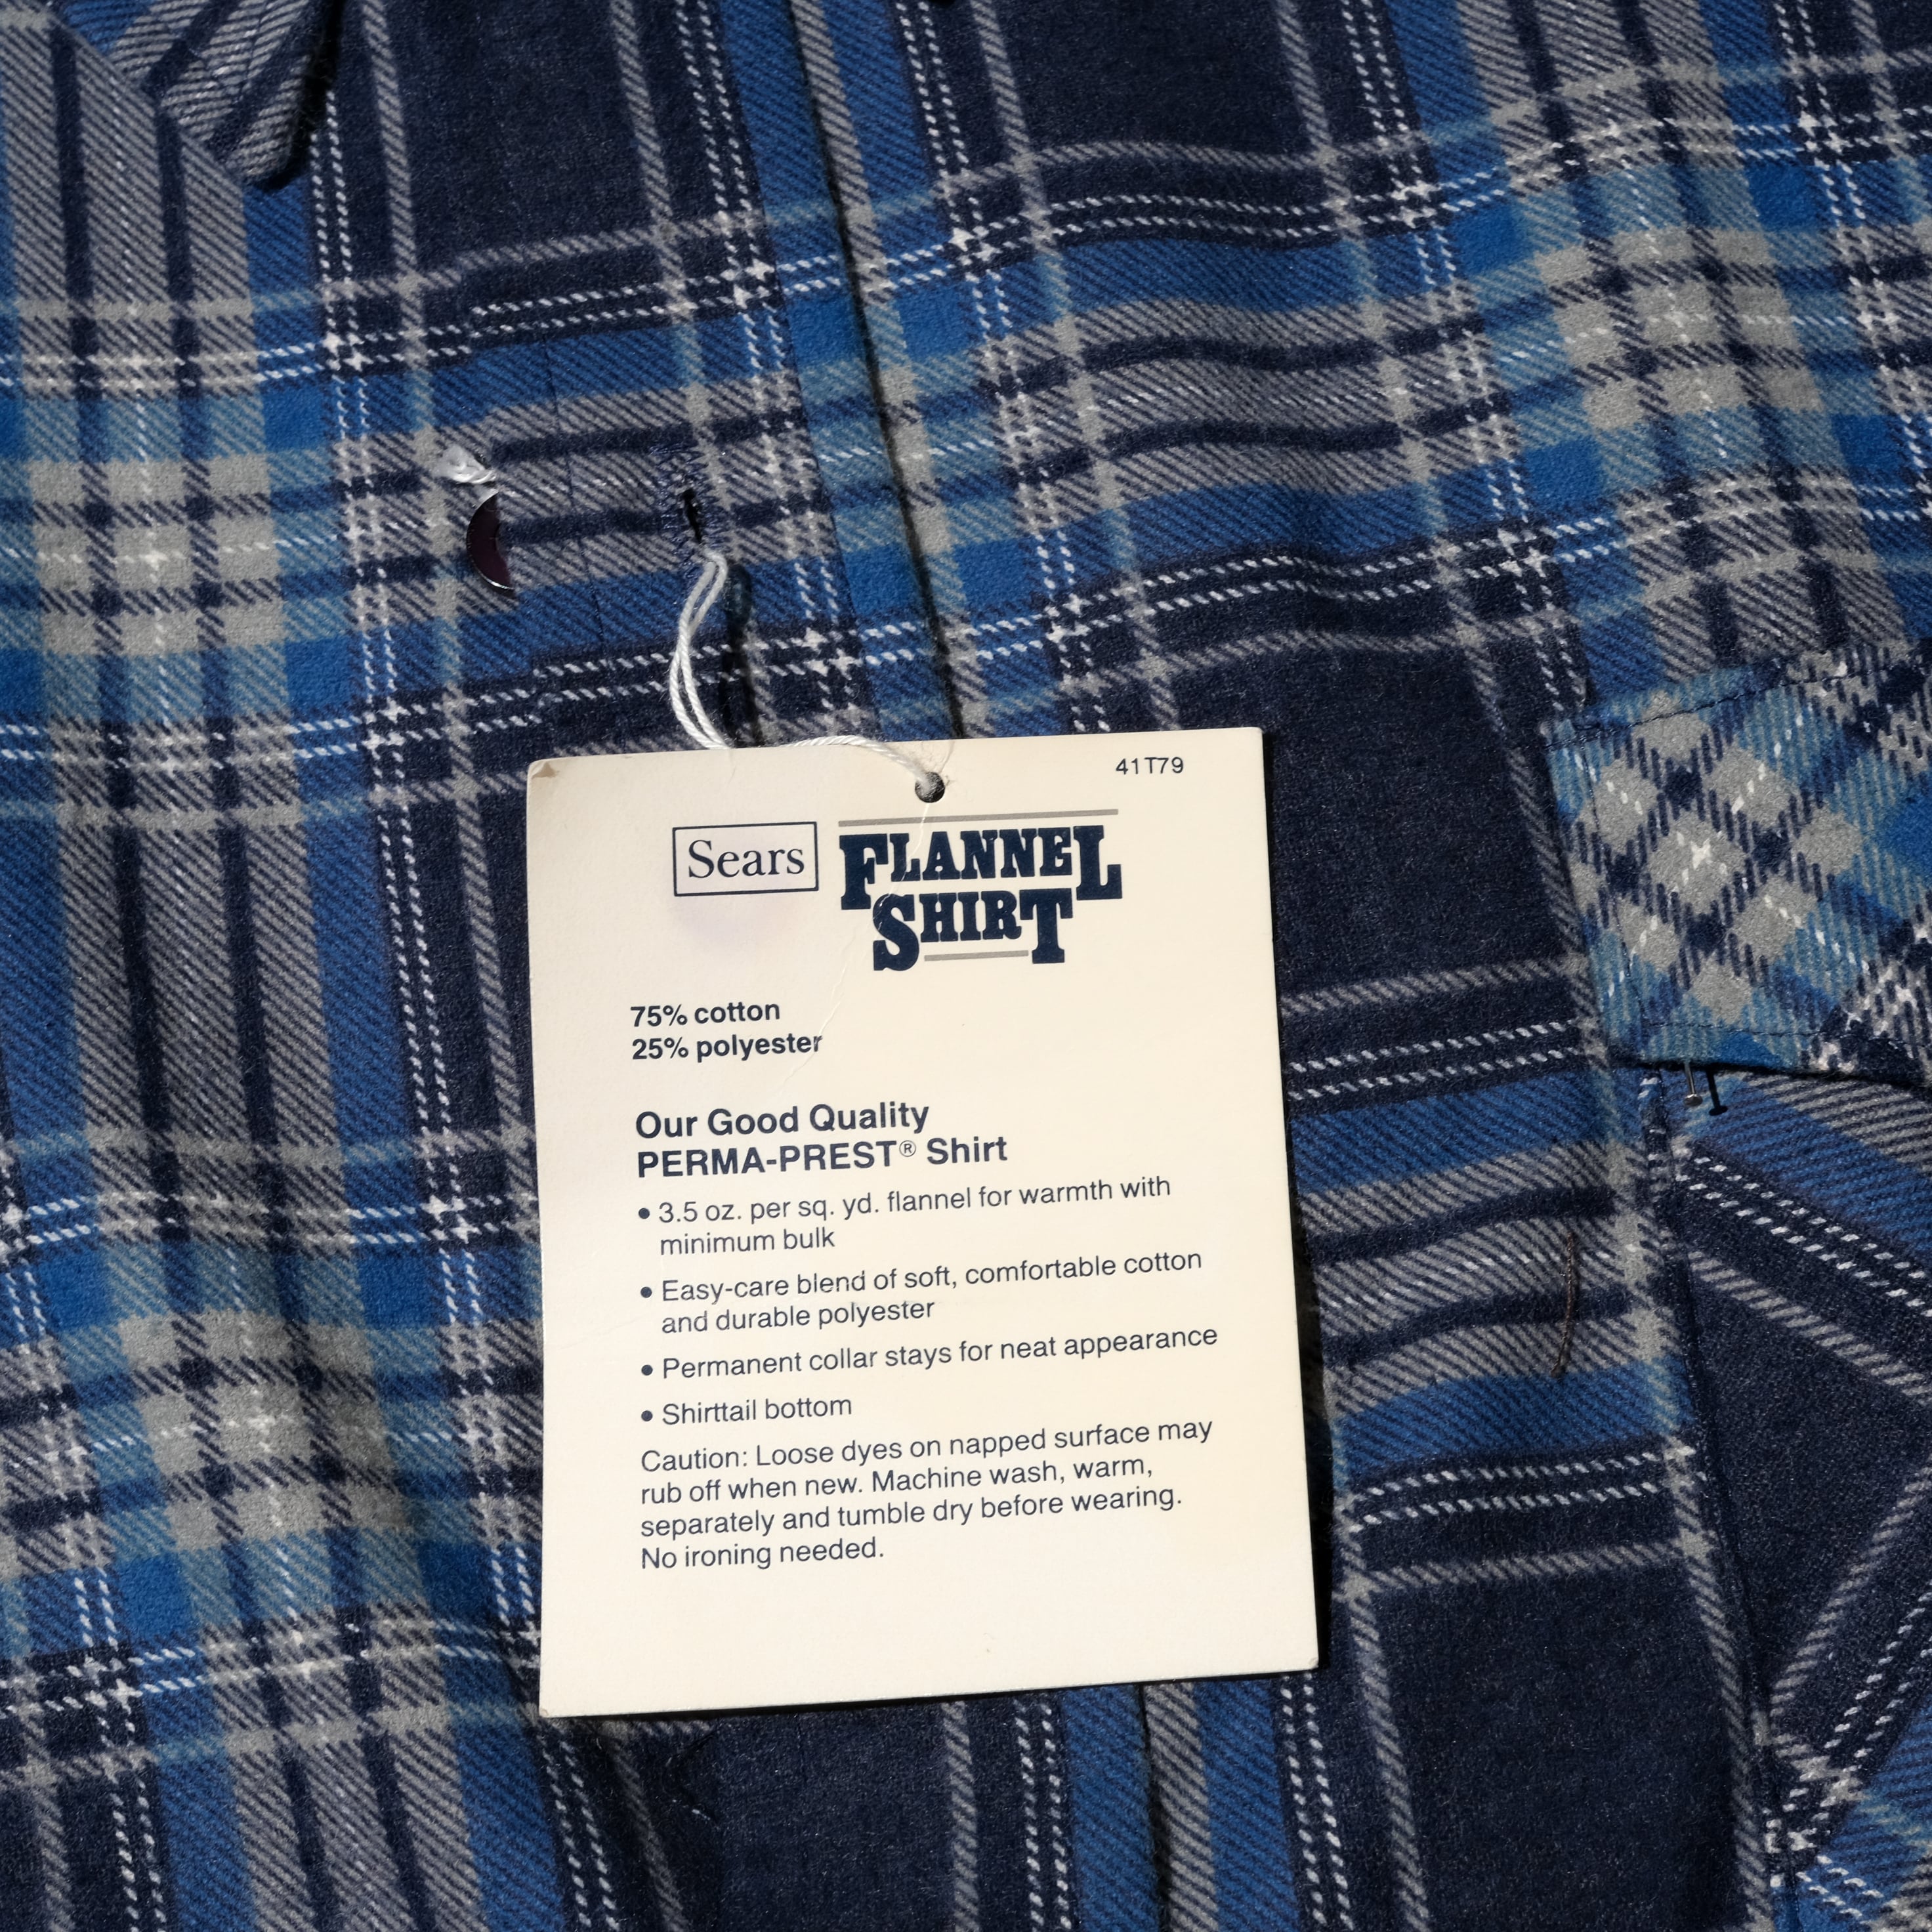 41T79
Sears FLANNEL
SHIRT
75% cotton
25% polyester
Our Good Quality
PERMA-PREST® Shirt
• 3.5 oz. per sq. yd. flannel for warmth with
minimum bulk
• Easy-care blend of soft, comfortable cotton
and durable polyester
• Permanent collar stays for neat appearance
• Shirttail bottom
Caution: Loose dyes on napped surface may
rub off when new. Machine wash, warm,
separately and tumble dry before wearing.
No ironing needed.